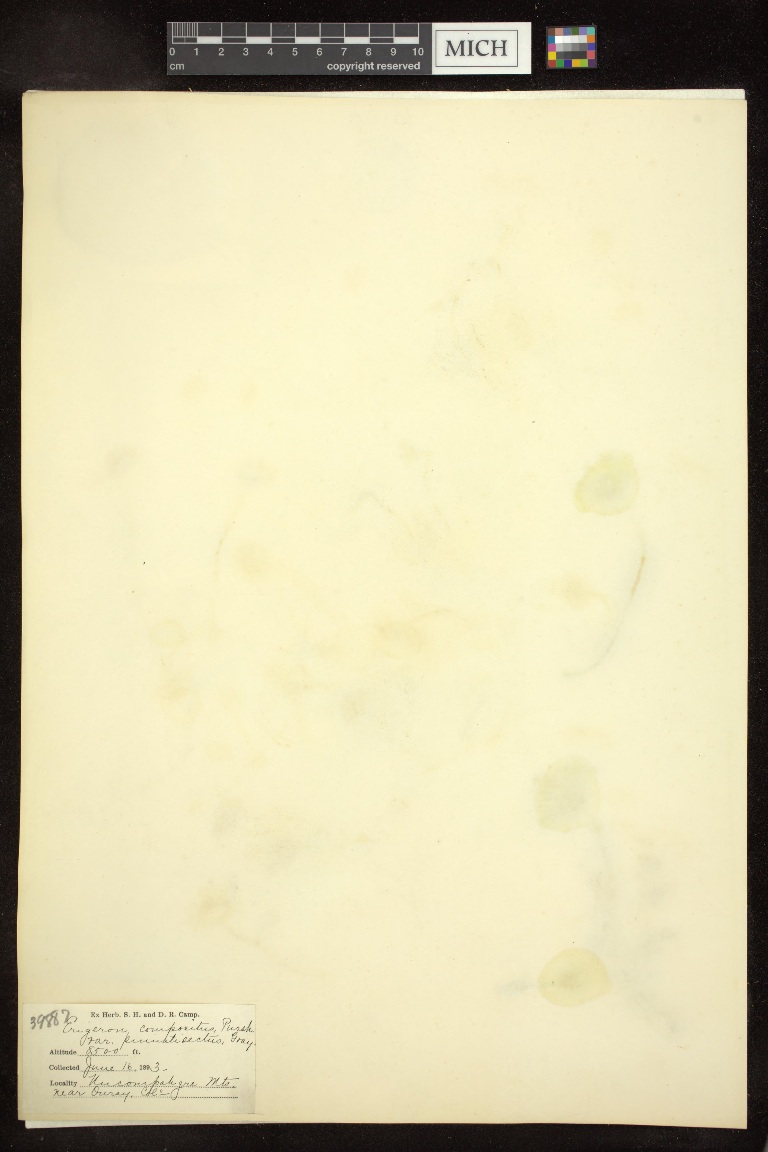 0 1 2 3 4 5 6 7 8 9 10
cm copyright reserved
MICH
39887
Ex Herb. S. H. and D. R. Camp.
Erigeron, compositus, Pursh
var. pinnatisectus, Gray.
Altitude 8500 ft.
Collected June 16, 1893.
Locality Uncompahgre Mts.
near Ouray, Colo